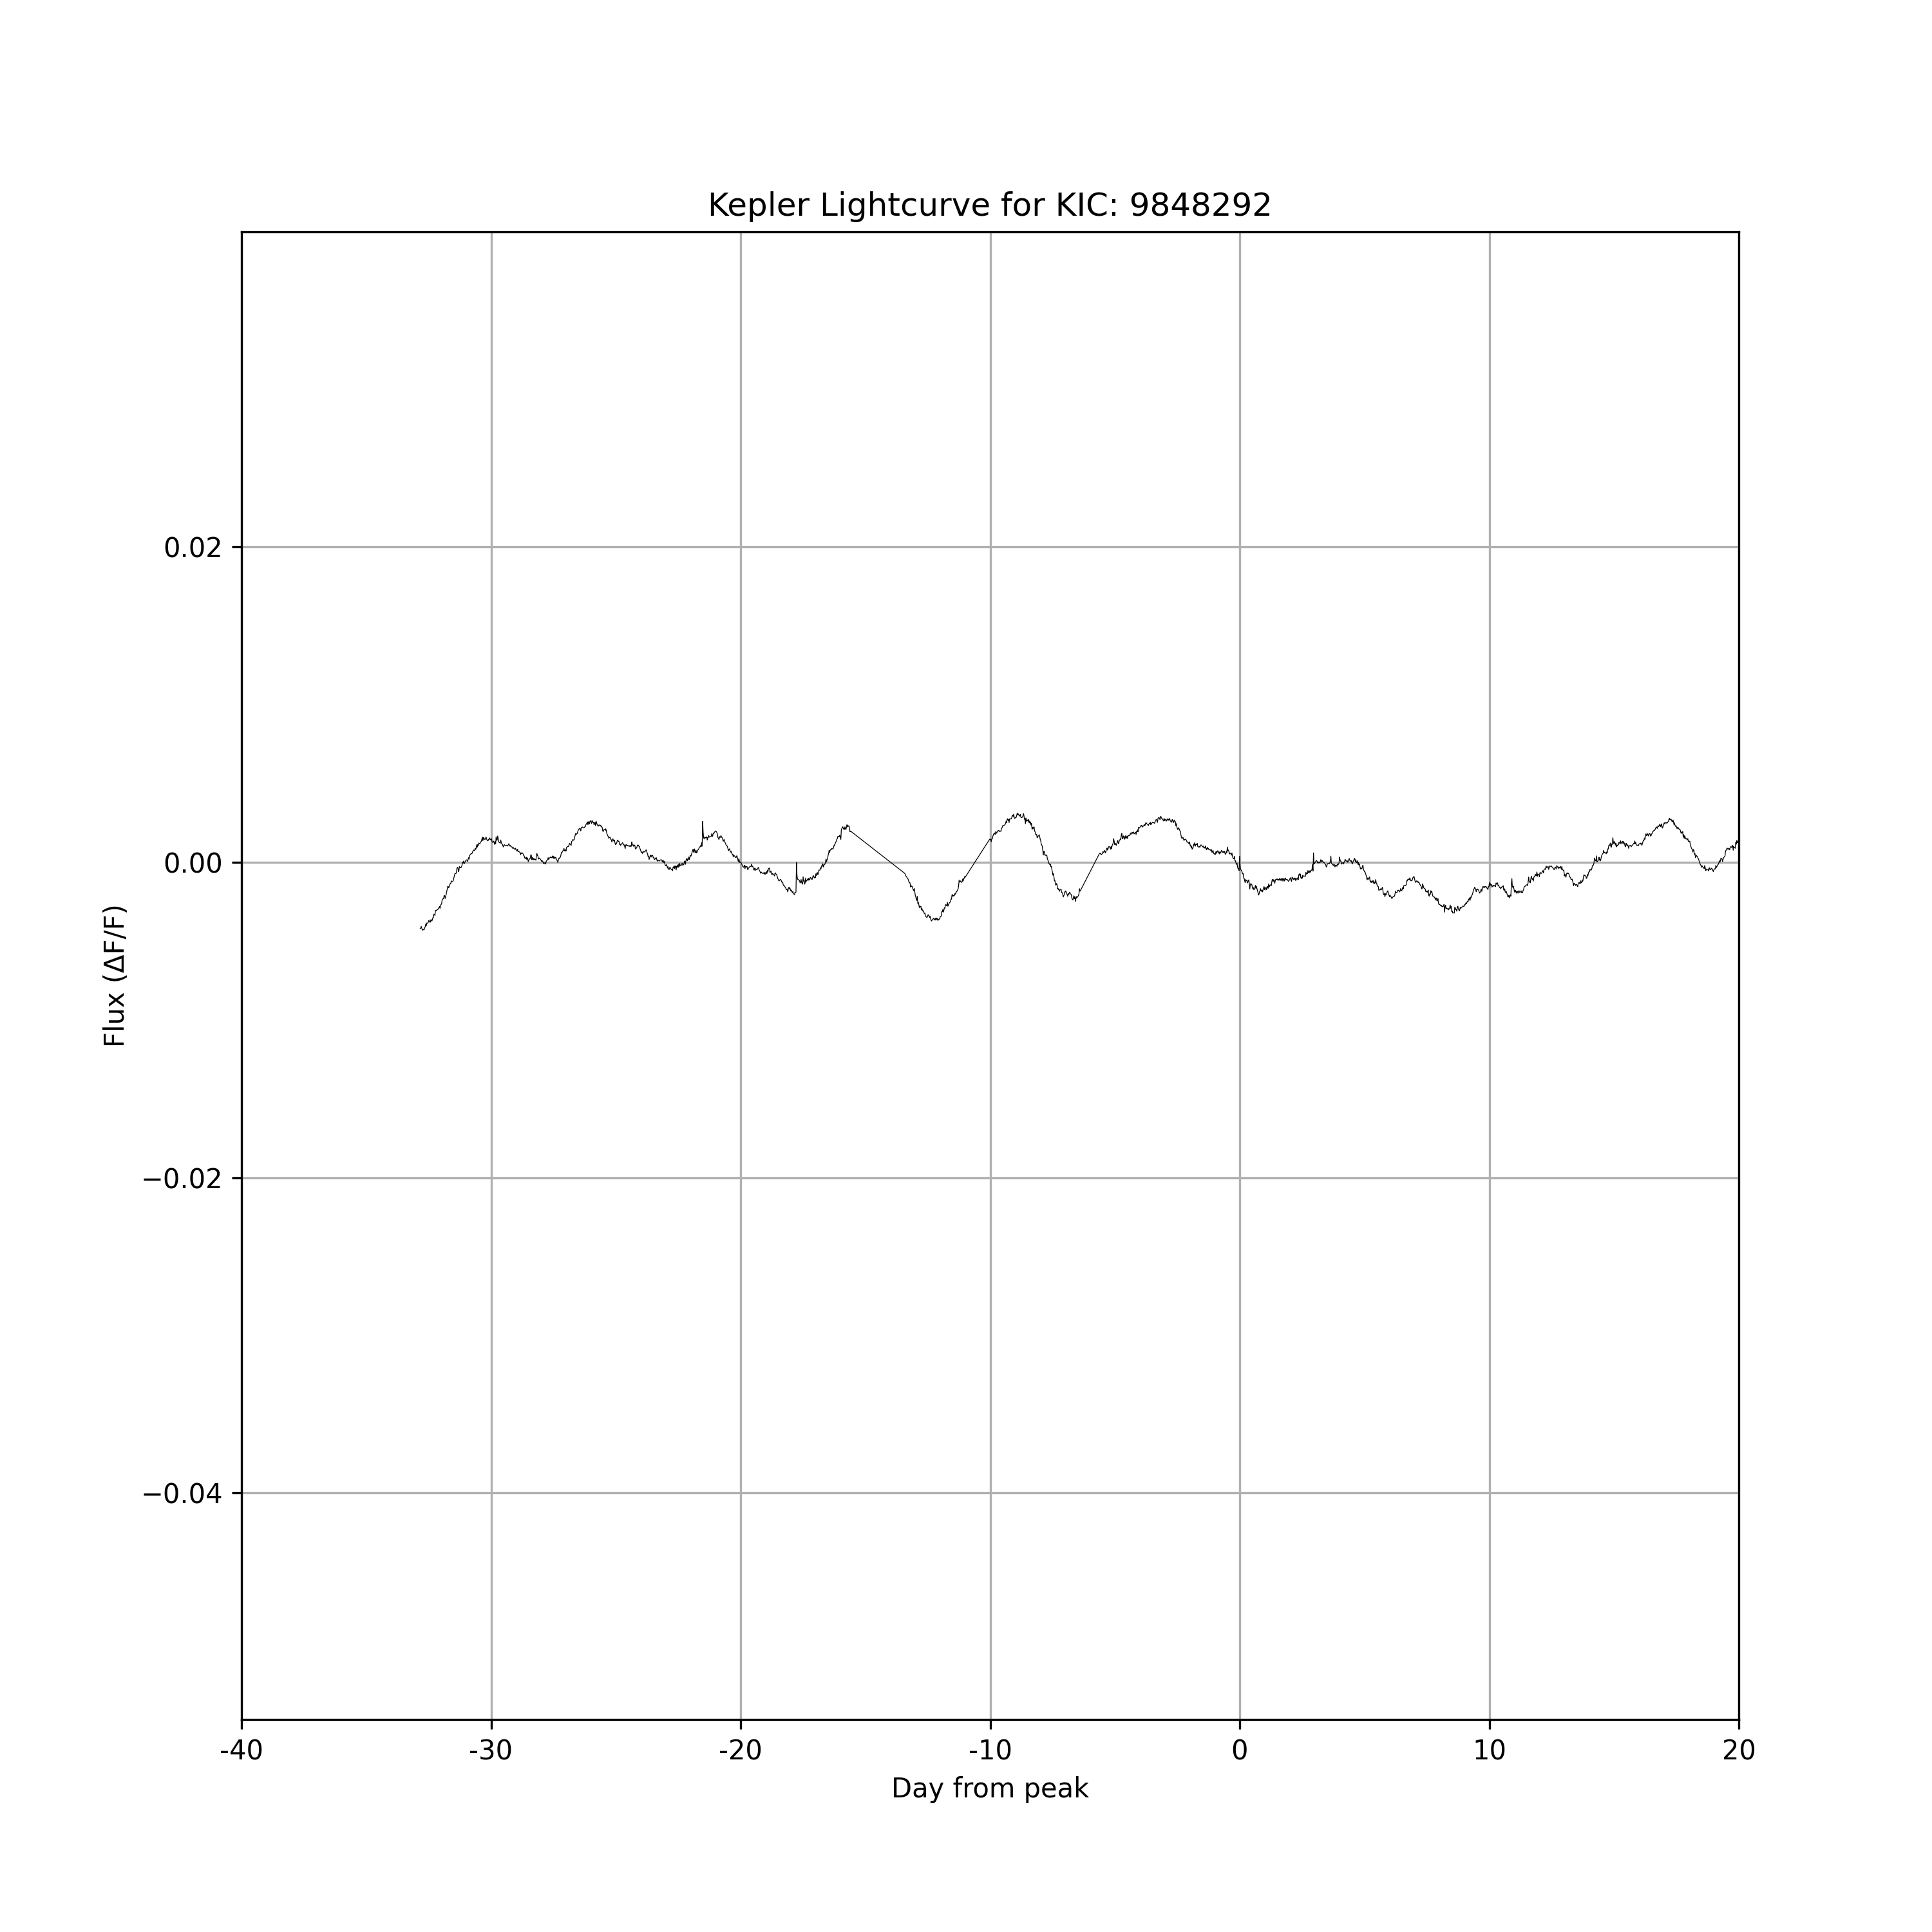 Kepler Lightcurve for KIC: 9848292
0.02
0.00
−0.02
−0.04
Flux (ΔF/F)
-40 -30 -20 -10 0 10 20
Day from peak